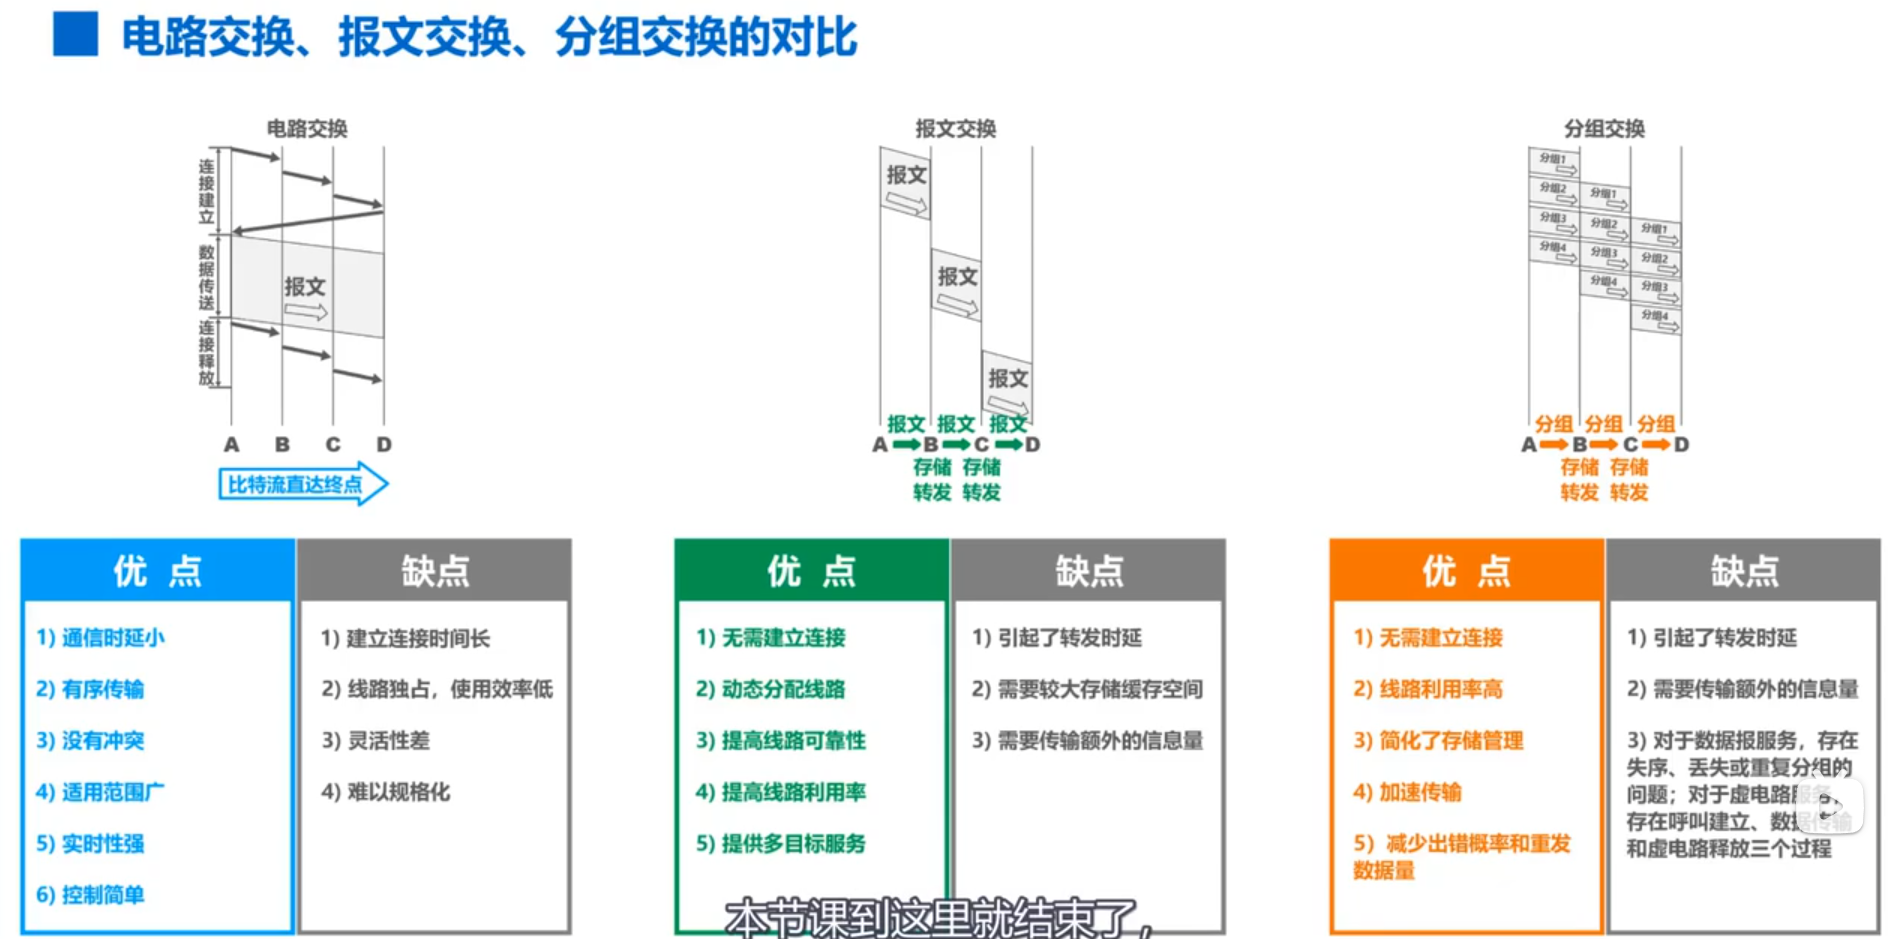 电路交换、报文交换、分组交换的对比
电路交换
连接建立
数据传送
连接释放
报文
A B C D
比特流直达终点
报文交换
报文
报文
报文
报文 报文 报文
A B C D
存储 存储
转发 转发
分组交换
分组1
分组2 分组1
分组3 分组2 分组1
分组4 分组3 分组2
分组4 分组3
分组4
分组 分组 分组
A B C D
存储 存储
转发 转发
优 点
1) 通信时延小
2) 有序传输
3) 没有冲突
4) 适用范围广
5) 实时性强
6) 控制简单
缺点
1) 建立连接时间长
2) 线路独占，使用效率低
3) 灵活性差
4) 难以规格化
优 点
1) 无需建立连接
2) 动态分配线路
3) 提高线路可靠性
4) 提高线路利用率
5) 提供多目标服务
缺点
1) 引起了转发时延
2) 需要较大存储缓存空间
3) 需要传输额外的信息量
优 点
1) 无需建立连接
2) 线路利用率高
3) 简化了存储管理
4) 加速传输
5) 减少出错概率和重发
数据量
缺点
1) 引起了转发时延
2) 需要传输额外的信息量
3) 对于数据报服务，存在
失序、丢失或重复分组的
问题；对于虚电路服务，
存在呼叫建立、数据传输
和虚电路释放三个过程
本节课到这里就结束了，